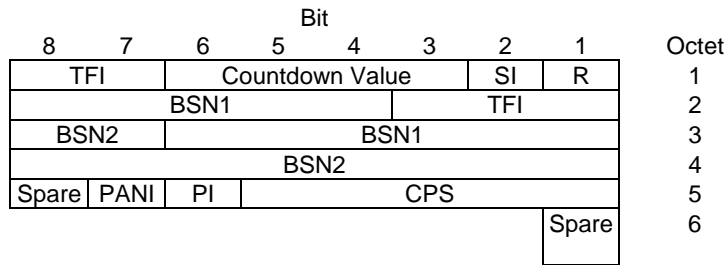 Bit
8 7 6 5 4 3 2 1 Octet
TFI Countdown Value SI R 1
BSN1 TFI 2
BSN2 BSN1 3
BSN2 4
Spare PANI PI CPS 5
Spare 6